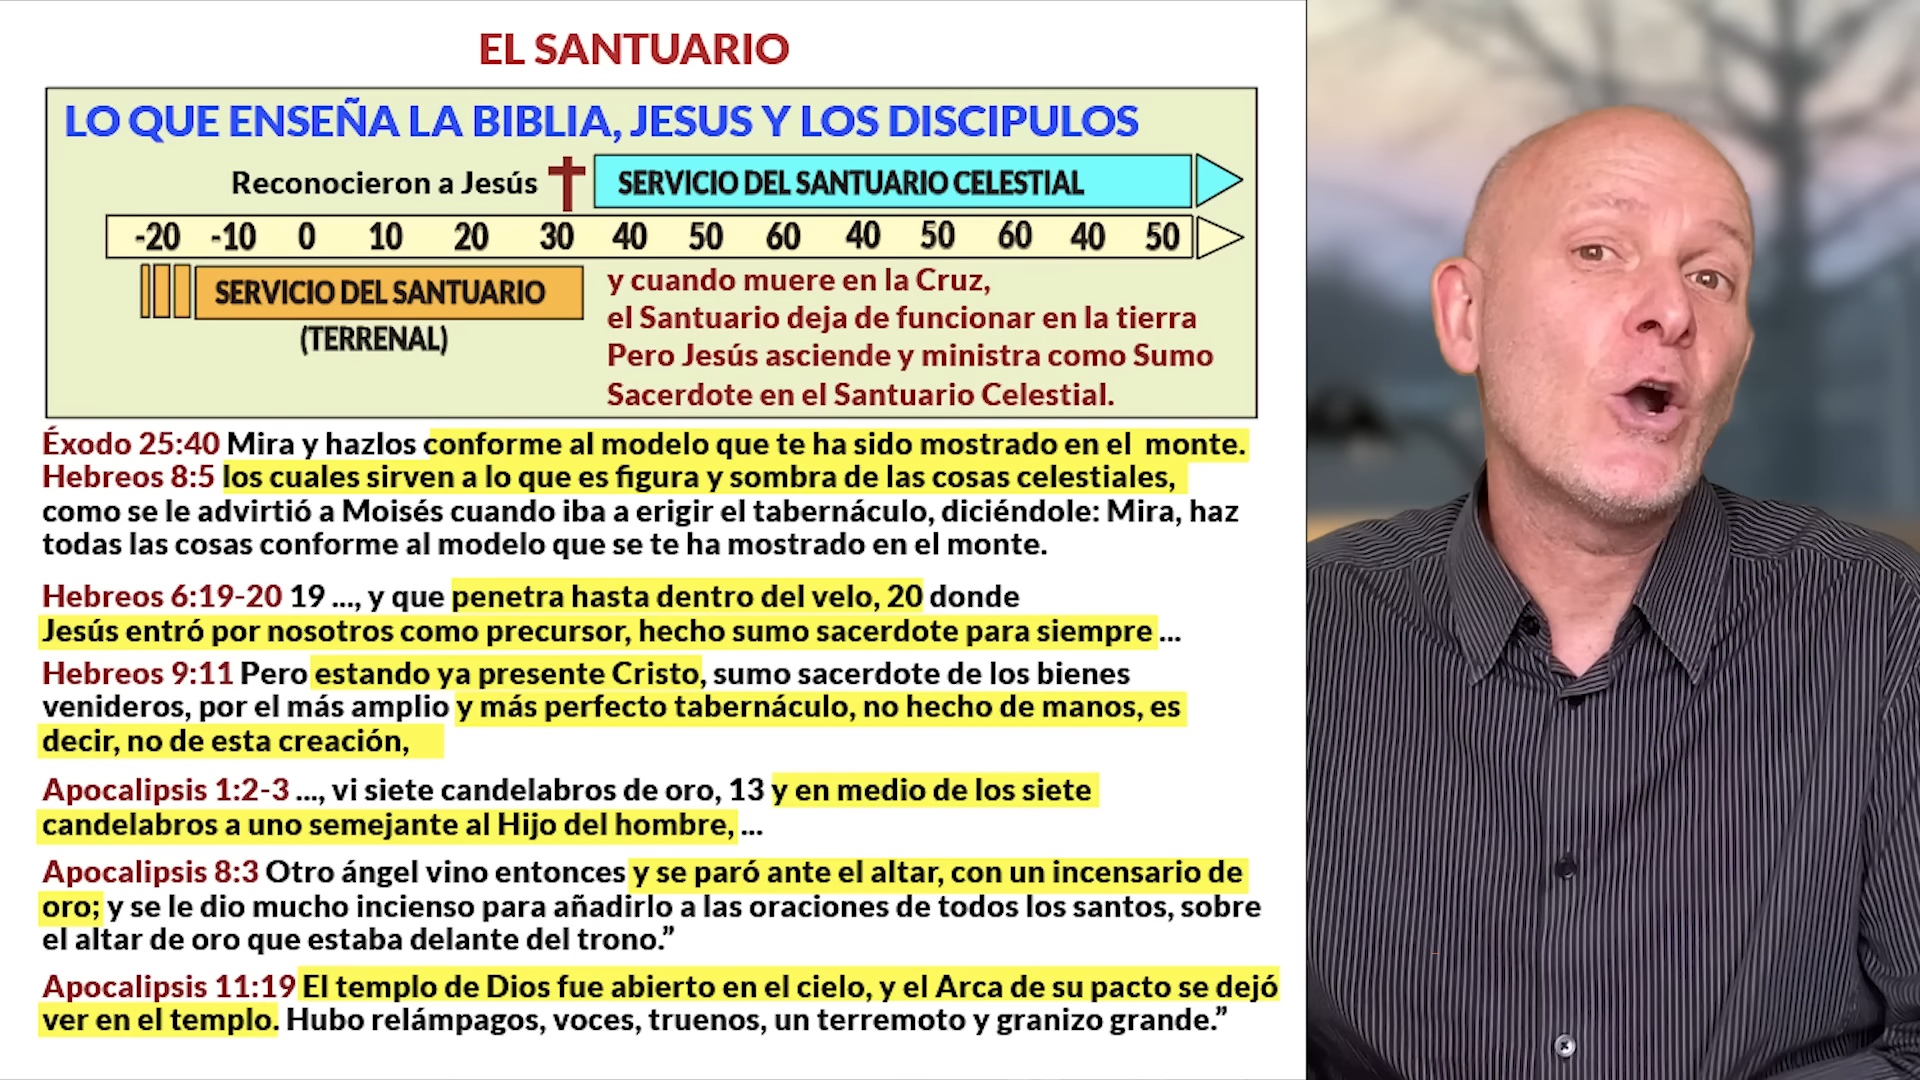 EL SANTUARIO
LO QUE ENSEÑA LA BIBLIA, JESUS Y LOS DISCIPULOS
Reconocieron a Jesús
SERVICIO DEL SANTUARIO CELESTIAL
-20 -10 0 10 20 30 40 50 60 40 50 60 40 50
SERVICIO DEL SANTUARIO
(TERRENAL)
y cuando muere en la Cruz,
el Santuario deja de funcionar en la tierra
Pero Jesús asciende y ministra como Sumo
Sacerdote en el Santuario Celestial.
Éxodo 25:40 Mira y hazlos conforme al modelo que te ha sido mostrado en el monte.
Hebreos 8:5 los cuales sirven a lo que es figura y sombra de las cosas celestiales,
como se le advirtió a Moisés cuando iba a erigir el tabernáculo, diciéndole: Mira, haz
todas las cosas conforme al modelo que se te ha mostrado en el monte.
Hebreos 6:19-20 19 ..., y que penetra hasta dentro del velo, 20 donde
Jesús entró por nosotros como precursor, hecho sumo sacerdote para siempre ...
Hebreos 9:11 Pero estando ya presente Cristo, sumo sacerdote de los bienes
venideros, por el más amplio y más perfecto tabernáculo, no hecho de manos, es
decir, no de esta creación,
Apocalipsis 1:2-3 ..., vi siete candelabros de oro, 13 y en medio de los siete
candelabros a uno semejante al Hijo del hombre, ...
Apocalipsis 8:3 Otro ángel vino entonces y se paró ante el altar, con un incensario de
oro; y se le dio mucho incienso para añadirlo a las oraciones de todos los santos, sobre
el altar de oro que estaba delante del trono.”
Apocalipsis 11:19 El templo de Dios fue abierto en el cielo, y el Arca de su pacto se dejó
ver en el templo. Hubo relámpagos, voces, truenos, un terremoto y granizo grande.”